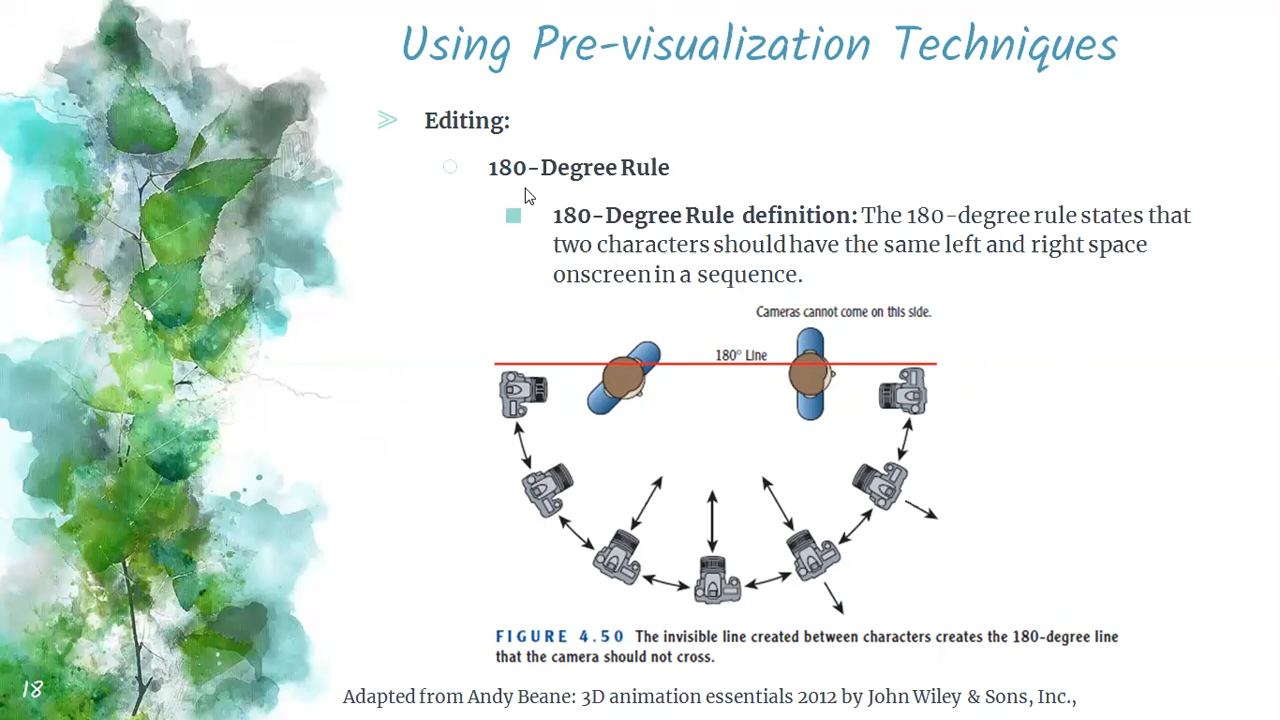 Using Pre-visualization Techniques
Editing:
180-Degree Rule
180-Degree Rule definition: The 180-degree rule states that
two characters should have the same left and right space
onscreen in a sequence.
Cameras cannot come on this side.
180° Line
FIGURE 4.50 The invisible line created between characters creates the 180-degree line
that the camera should not cross.
18
Adapted from Andy Beane: 3D animation essentials 2012 by John Wiley & Sons, Inc.,